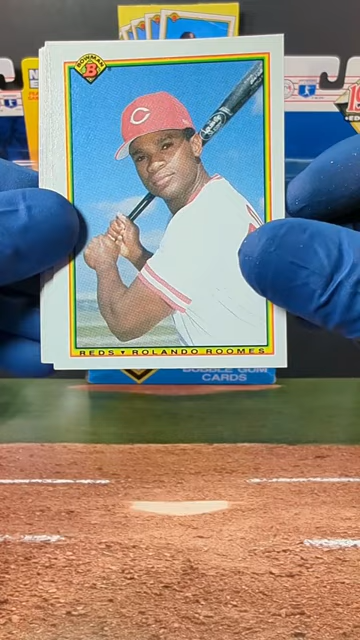 BOWMAN
B
C
REDS ▾ ROLANDO ROOMES
BUBBLE GUM
CARDS